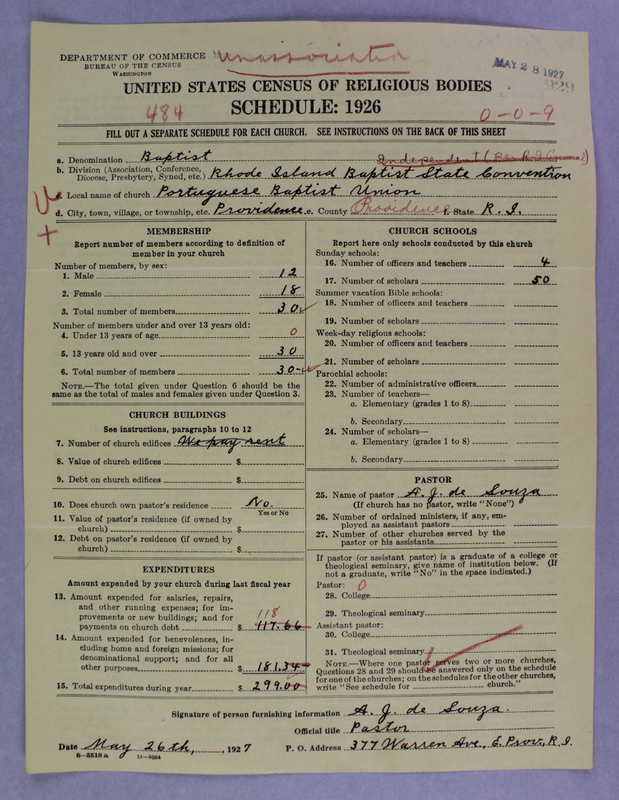 DEPARTMENT OF COMMERCE
BUREAU OF THE CENSUS
WASHINGTON
Unassociated
MAY 28 1927
UNITED STATES CENSUS OF RELIGIOUS BODIES
484 SCHEDULE: 1926 0-0-9
FILL OUT A SEPARATE SCHEDULE FOR EACH CHURCH. SEE INSTRUCTIONS ON THE BACK OF THIS SHEET
a. Denomination Baptist Independent
b. Division (Association, Conference, Diocese, Presbytery, Synod, etc.) Rhode Island Baptist State Convention
c. Local name of church Portuguese Baptist Union
d. City, town, village, or township, etc. Providence e. County Providence f. State R. I.
MEMBERSHIP
Report number of members according to definition of
member in your church
Number of members, by sex:
1. Male 12
2. Female 18
3. Total number of members 30
Number of members under and over 13 years old:
4. Under 13 years of age 0
5. 13 years old and over 30
6. Total number of members 30
NOTE.—The total given under Question 6 should be the
same as the total of males and females given under Question 3.
CHURCH BUILDINGS
See instructions, paragraphs 10 to 12
7. Number of church edifices We pay rent
8. Value of church edifices $
9. Debt on church edifices $
10. Does church own pastor's residence No.
Yes or No
11. Value of pastor's residence (if owned by
church) $
12. Debt on pastor's residence (if owned by
church) $
EXPENDITURES
Amount expended by your church during last fiscal year
13. Amount expended for salaries, repairs,
and other running expenses; for im-
provements or new buildings; and for 118
payments on church debt $ 117.66
14. Amount expended for benevolences, in-
cluding home and foreign missions; for
denominational support; and for all
other purposes $ 181.34
15. Total expenditures during year $ 299.00
CHURCH SCHOOLS
Report here only schools conducted by this church
Sunday schools:
16. Number of officers and teachers 4
17. Number of scholars 50
Summer vacation Bible schools:
18. Number of officers and teachers
19. Number of scholars
Week-day religious schools:
20. Number of officers and teachers
21. Number of scholars
Parochial schools:
22. Number of administrative officers
23. Number of teachers—
a. Elementary (grades 1 to 8)
b. Secondary
24. Number of scholars—
a. Elementary (grades 1 to 8)
b. Secondary
PASTOR
25. Name of pastor A. J. de Souza
(If church has no pastor, write "None")
26. Number of ordained ministers, if any, em-
ployed as assistant pastors
27. Number of other churches served by the
pastor or his assistants
If pastor (or assistant pastor) is a graduate of a college or
theological seminary, give name of institution below. (If
not a graduate, write "No" in the space indicated.)
Pastor: 0
28. College
29. Theological seminary
Assistant pastor:
30. College
31. Theological seminary
NOTE.—Where one pastor serves two or more churches,
Questions 28 and 29 should be answered only on the schedule
for one of the churches; on the schedules for the other churches,
write "See schedule for church."
Signature of person furnishing information A. J. de Souza.
Official title Pastor
Date May 26th, 1927 P. O. Address 377 Warren Ave., E. Prov., R. I.
8-5518a 11-9664